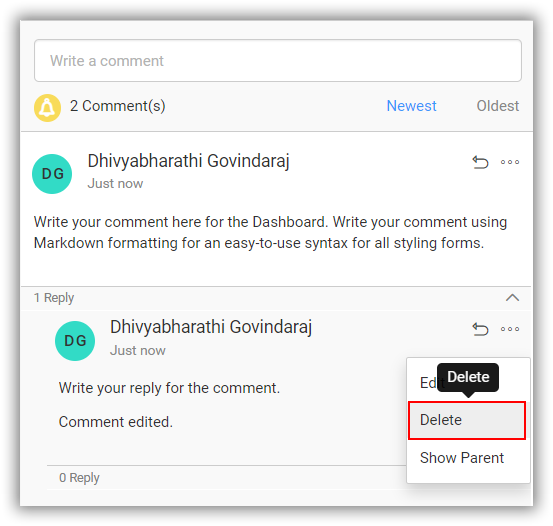 Write a comment
2 Comment(s) Newest Oldest
DG Dhivyabharathi Govindaraj
Just now
Write your comment here for the Dashboard. Write your comment using
Markdown formatting for an easy-to-use syntax for all styling forms.
1 Reply
DG Dhivyabharathi Govindaraj
Just now
Write your reply for the comment.
Comment edited.
Delete
Delete
Show Parent
0 Reply